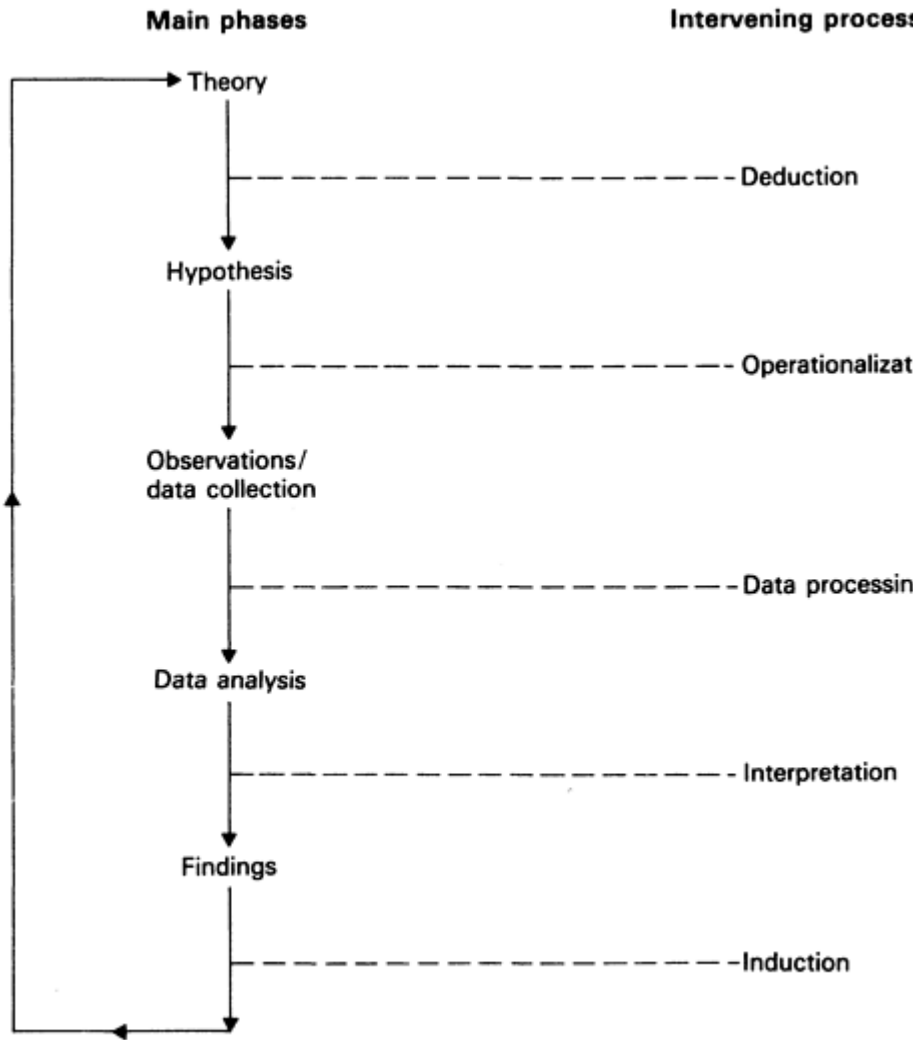 Main phases
Intervening process
Theory
Deduction
Hypothesis
Operationalizat
Observations/
data collection
Data processin
Data analysis
Interpretation
Findings
Induction